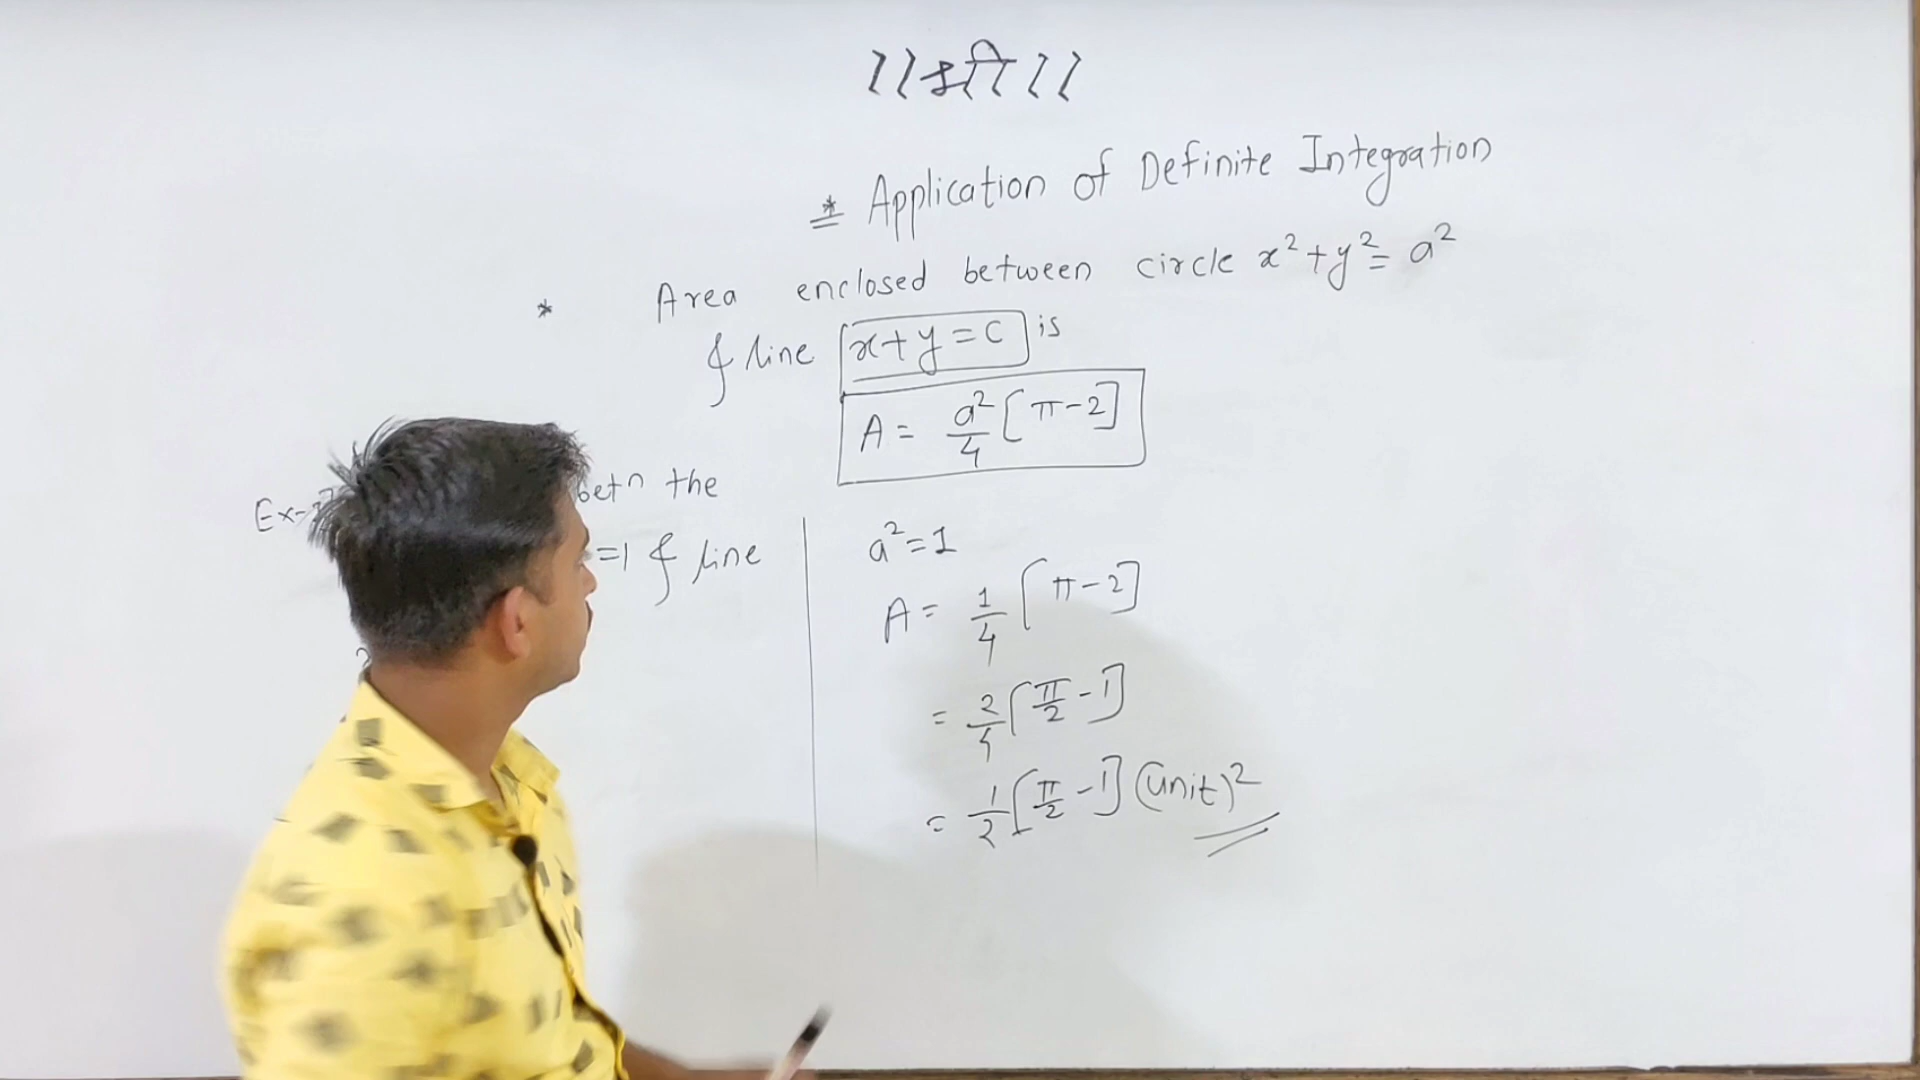 ।।श्री।।
* Application of Definite Integration
* Area enclosed between circle x²+y²=a²
& line x+y=c is
A = a²/4 [π-2]
Ex- betn the
=1 & line
a²=1
A = 1/4 [π-2]
= 2/4 [π/2 -1]
= 1/2 [π/2 -1] (unit)²